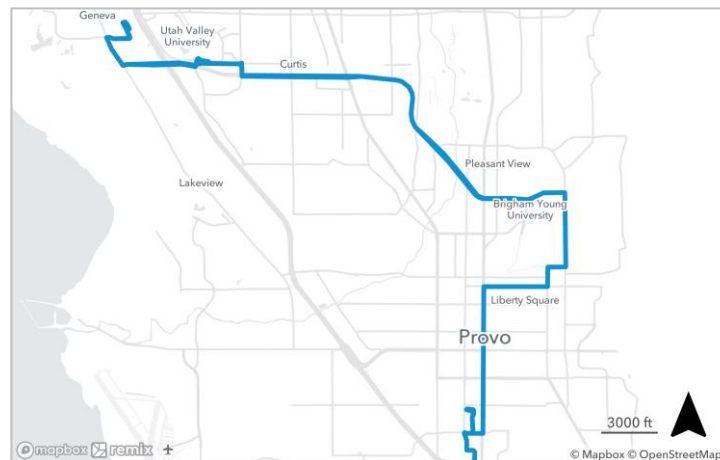 Geneva
Utah Valley
University
Curtis
Pleasant View
Lakeview
Brigham Young
University
Liberty Square
Provo
3000 ft
mapbox remix
© Mapbox © OpenStreetMap